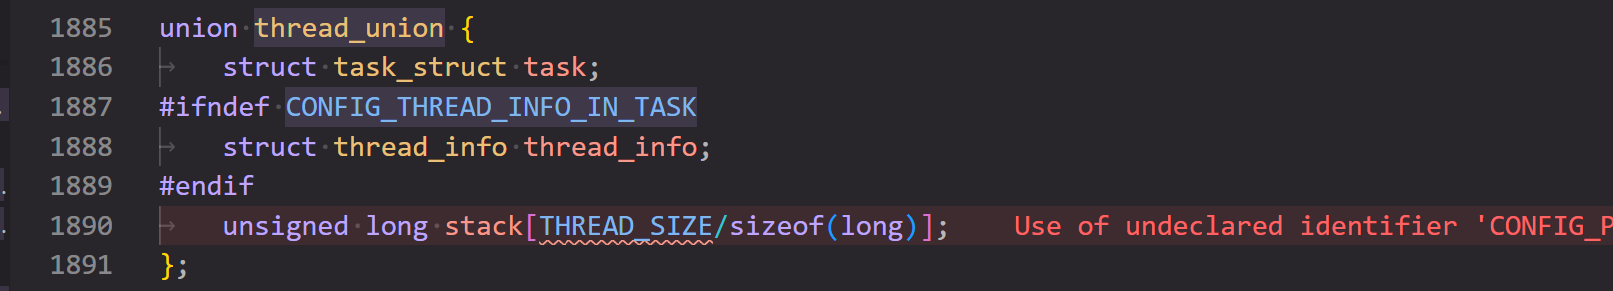 1885 union thread_union {
1886 struct task_struct task;
1887 #ifndef CONFIG_THREAD_INFO_IN_TASK
1888 struct thread_info thread_info;
1889 #endif
1890 unsigned long stack[THREAD_SIZE/sizeof(long)]; Use of undeclared identifier 'CONFIG_P
1891 };